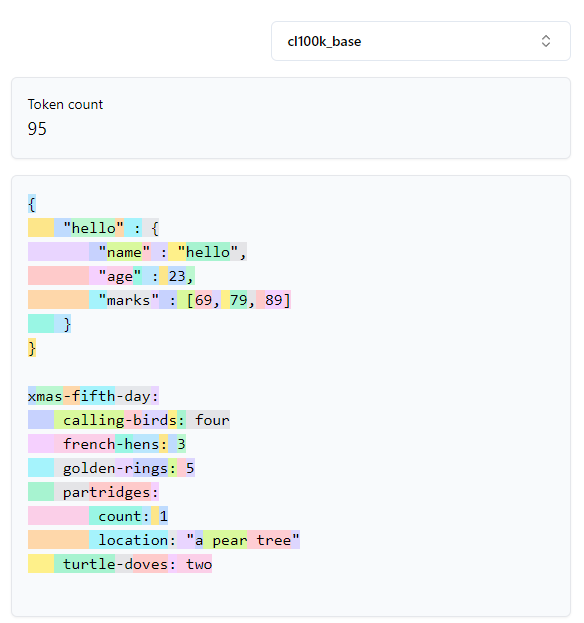 cl100k_base
Token count
95
{
    "hello" : {
        "name" : "hello",
        "age" : 23,
        "marks" : [69, 79, 89]
    }
}

xmas-fifth-day:
    calling-birds: four
    french-hens: 3
    golden-rings: 5
    partridges:
        count: 1
        location: "a pear tree"
    turtle-doves: two